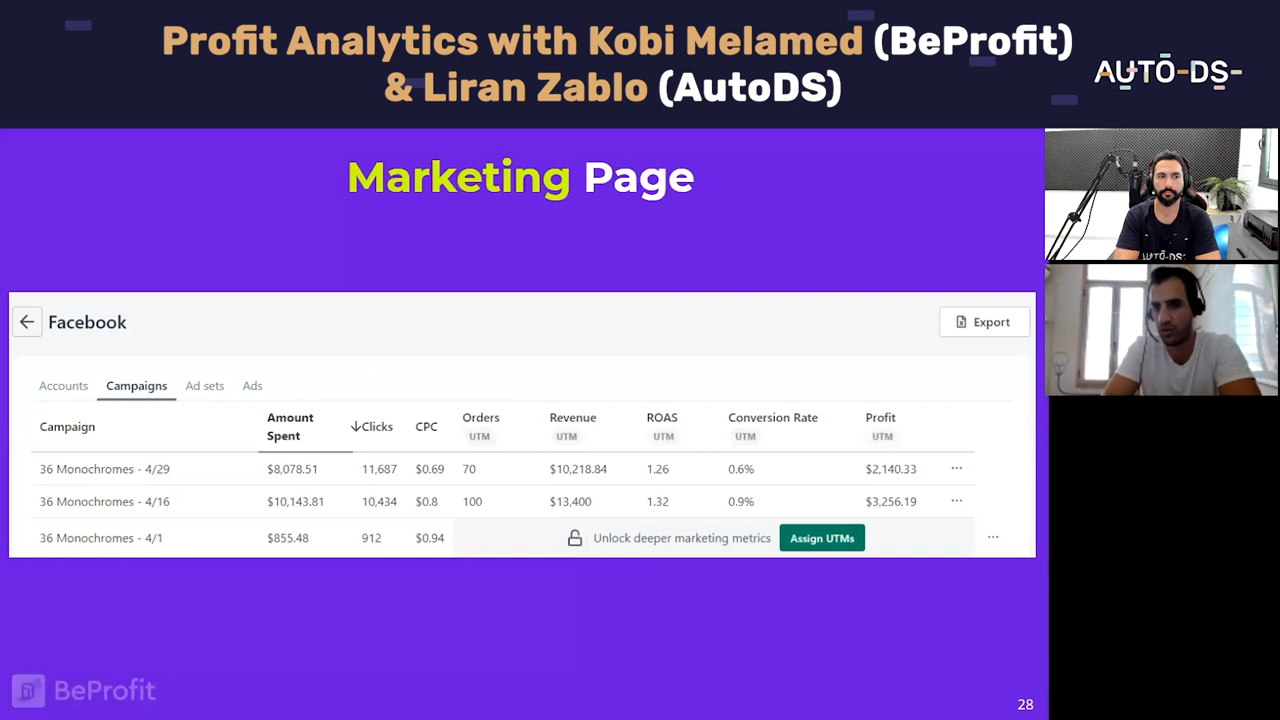 Profit Analytics with Kobi Melamed (BeProfit)
& Liran Zablo (AutoDS)
AUTO-DS-
Marketing Page
AUTO-DS-
Facebook
Export
Accounts Campaigns Ad sets Ads
Campaign Amount Spent ↓Clicks CPC Orders UTM Revenue UTM ROAS UTM Conversion Rate UTM Profit UTM
36 Monochromes - 4/29 $8,078.51 11,687 $0.69 70 $10,218.84 1.26 0.6% $2,140.33 ...
36 Monochromes - 4/16 $10,143.81 10,434 $0.8 100 $13,400 1.32 0.9% $3,256.19 ...
36 Monochromes - 4/1 $855.48 912 $0.94 Unlock deeper marketing metrics Assign UTMs ...
BeProfit
28